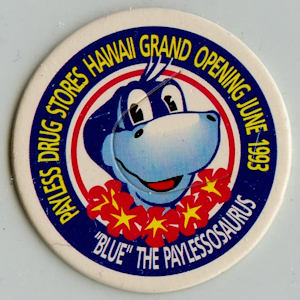 PAYLESS DRUG STORES HAWAII GRAND OPENING JUNE 1993
"BLUE" THE PAYLESSOSAURUS